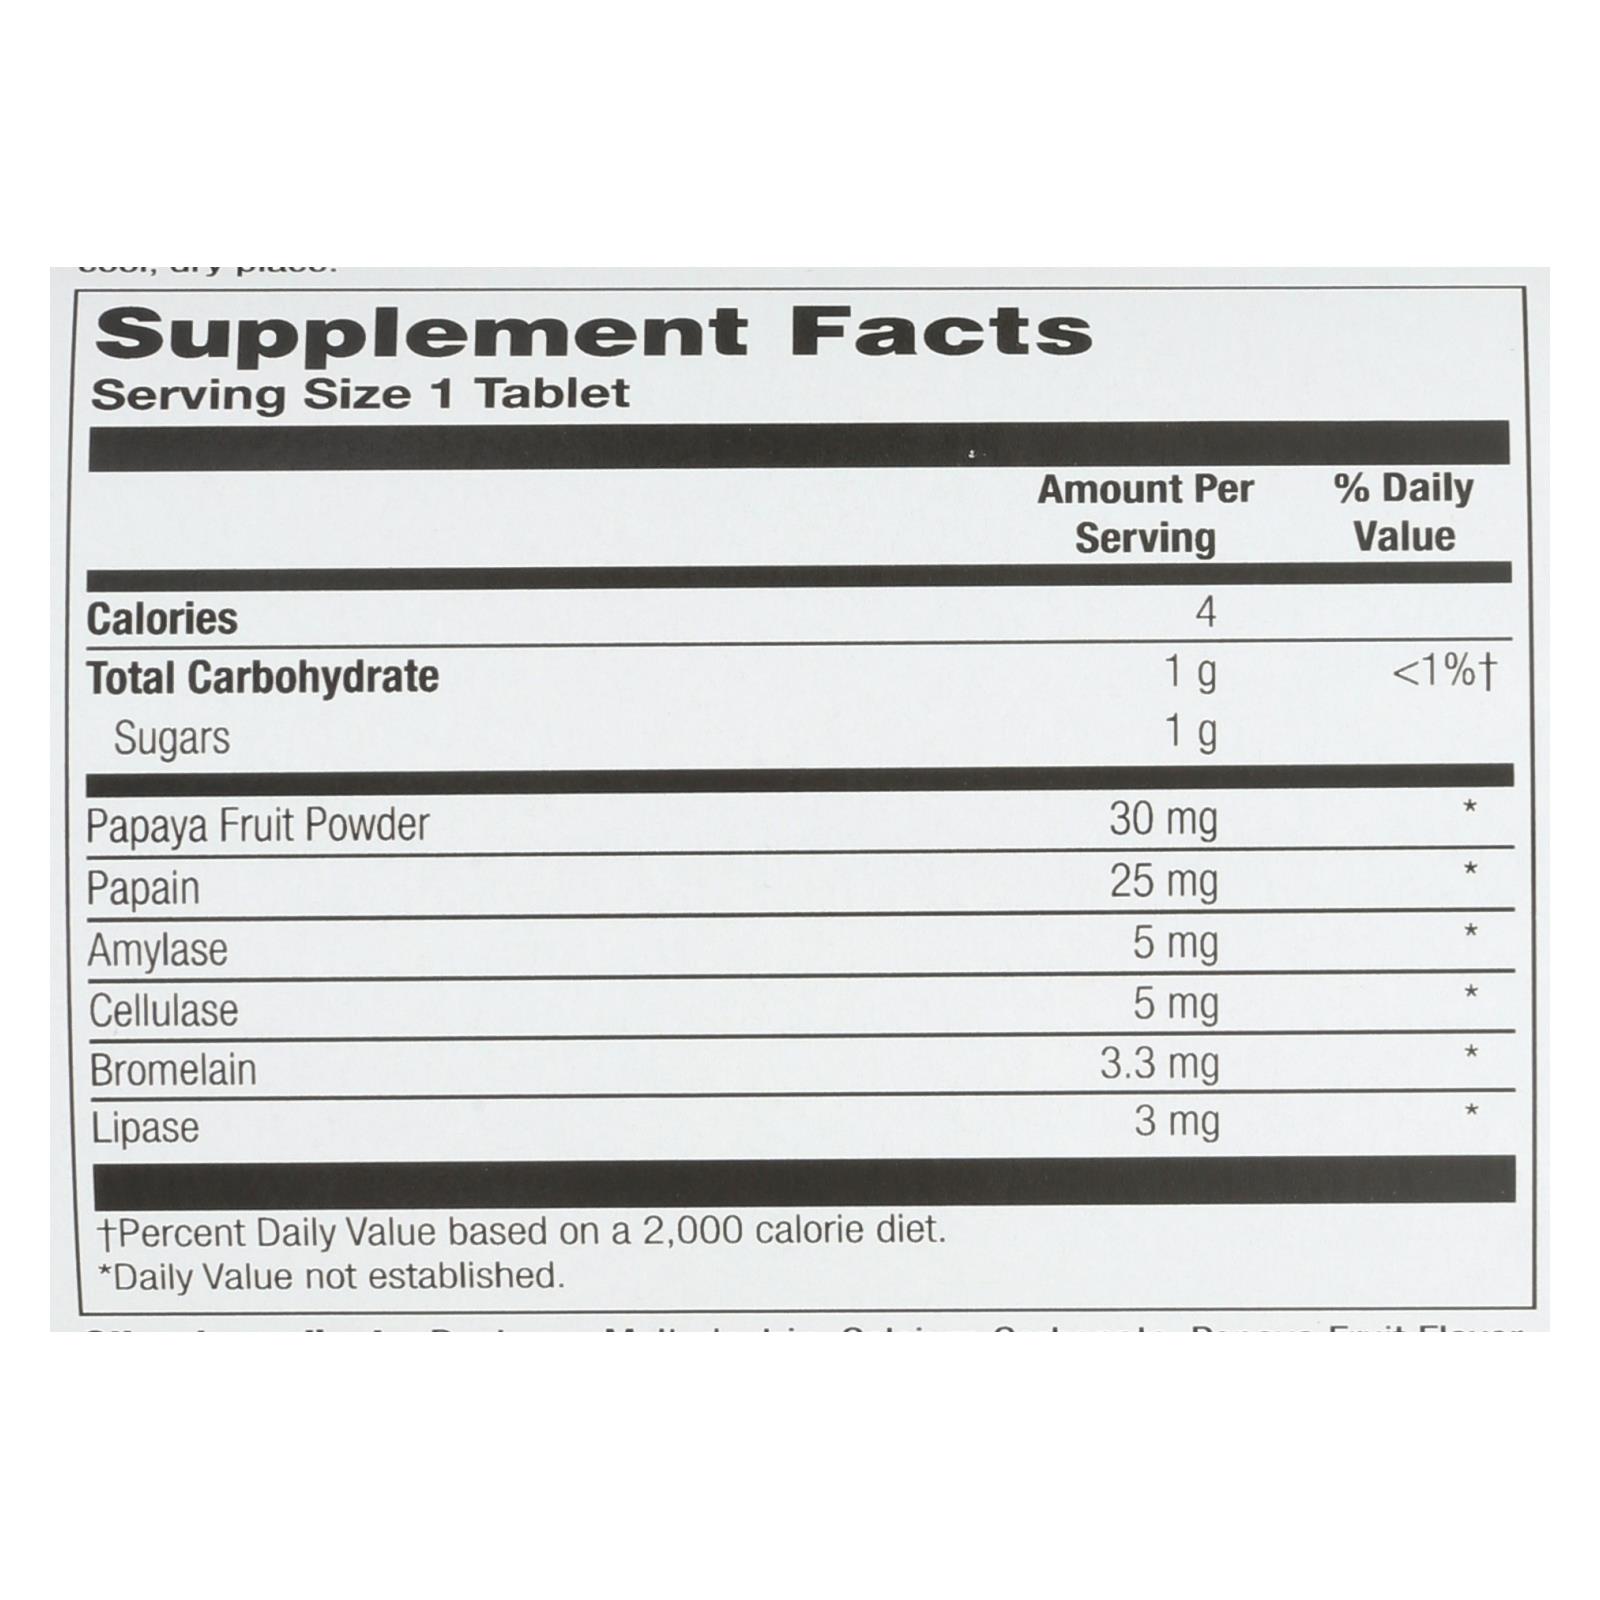 Supplement Facts
Serving Size 1 Tablet
Amount Per Serving % Daily Value
Calories 4
Total Carbohydrate 1 g <1%†
Sugars 1 g
Papaya Fruit Powder 30 mg *
Papain 25 mg *
Amylase 5 mg *
Cellulase 5 mg *
Bromelain 3.3 mg *
Lipase 3 mg *
†Percent Daily Value based on a 2,000 calorie diet.
*Daily Value not established.